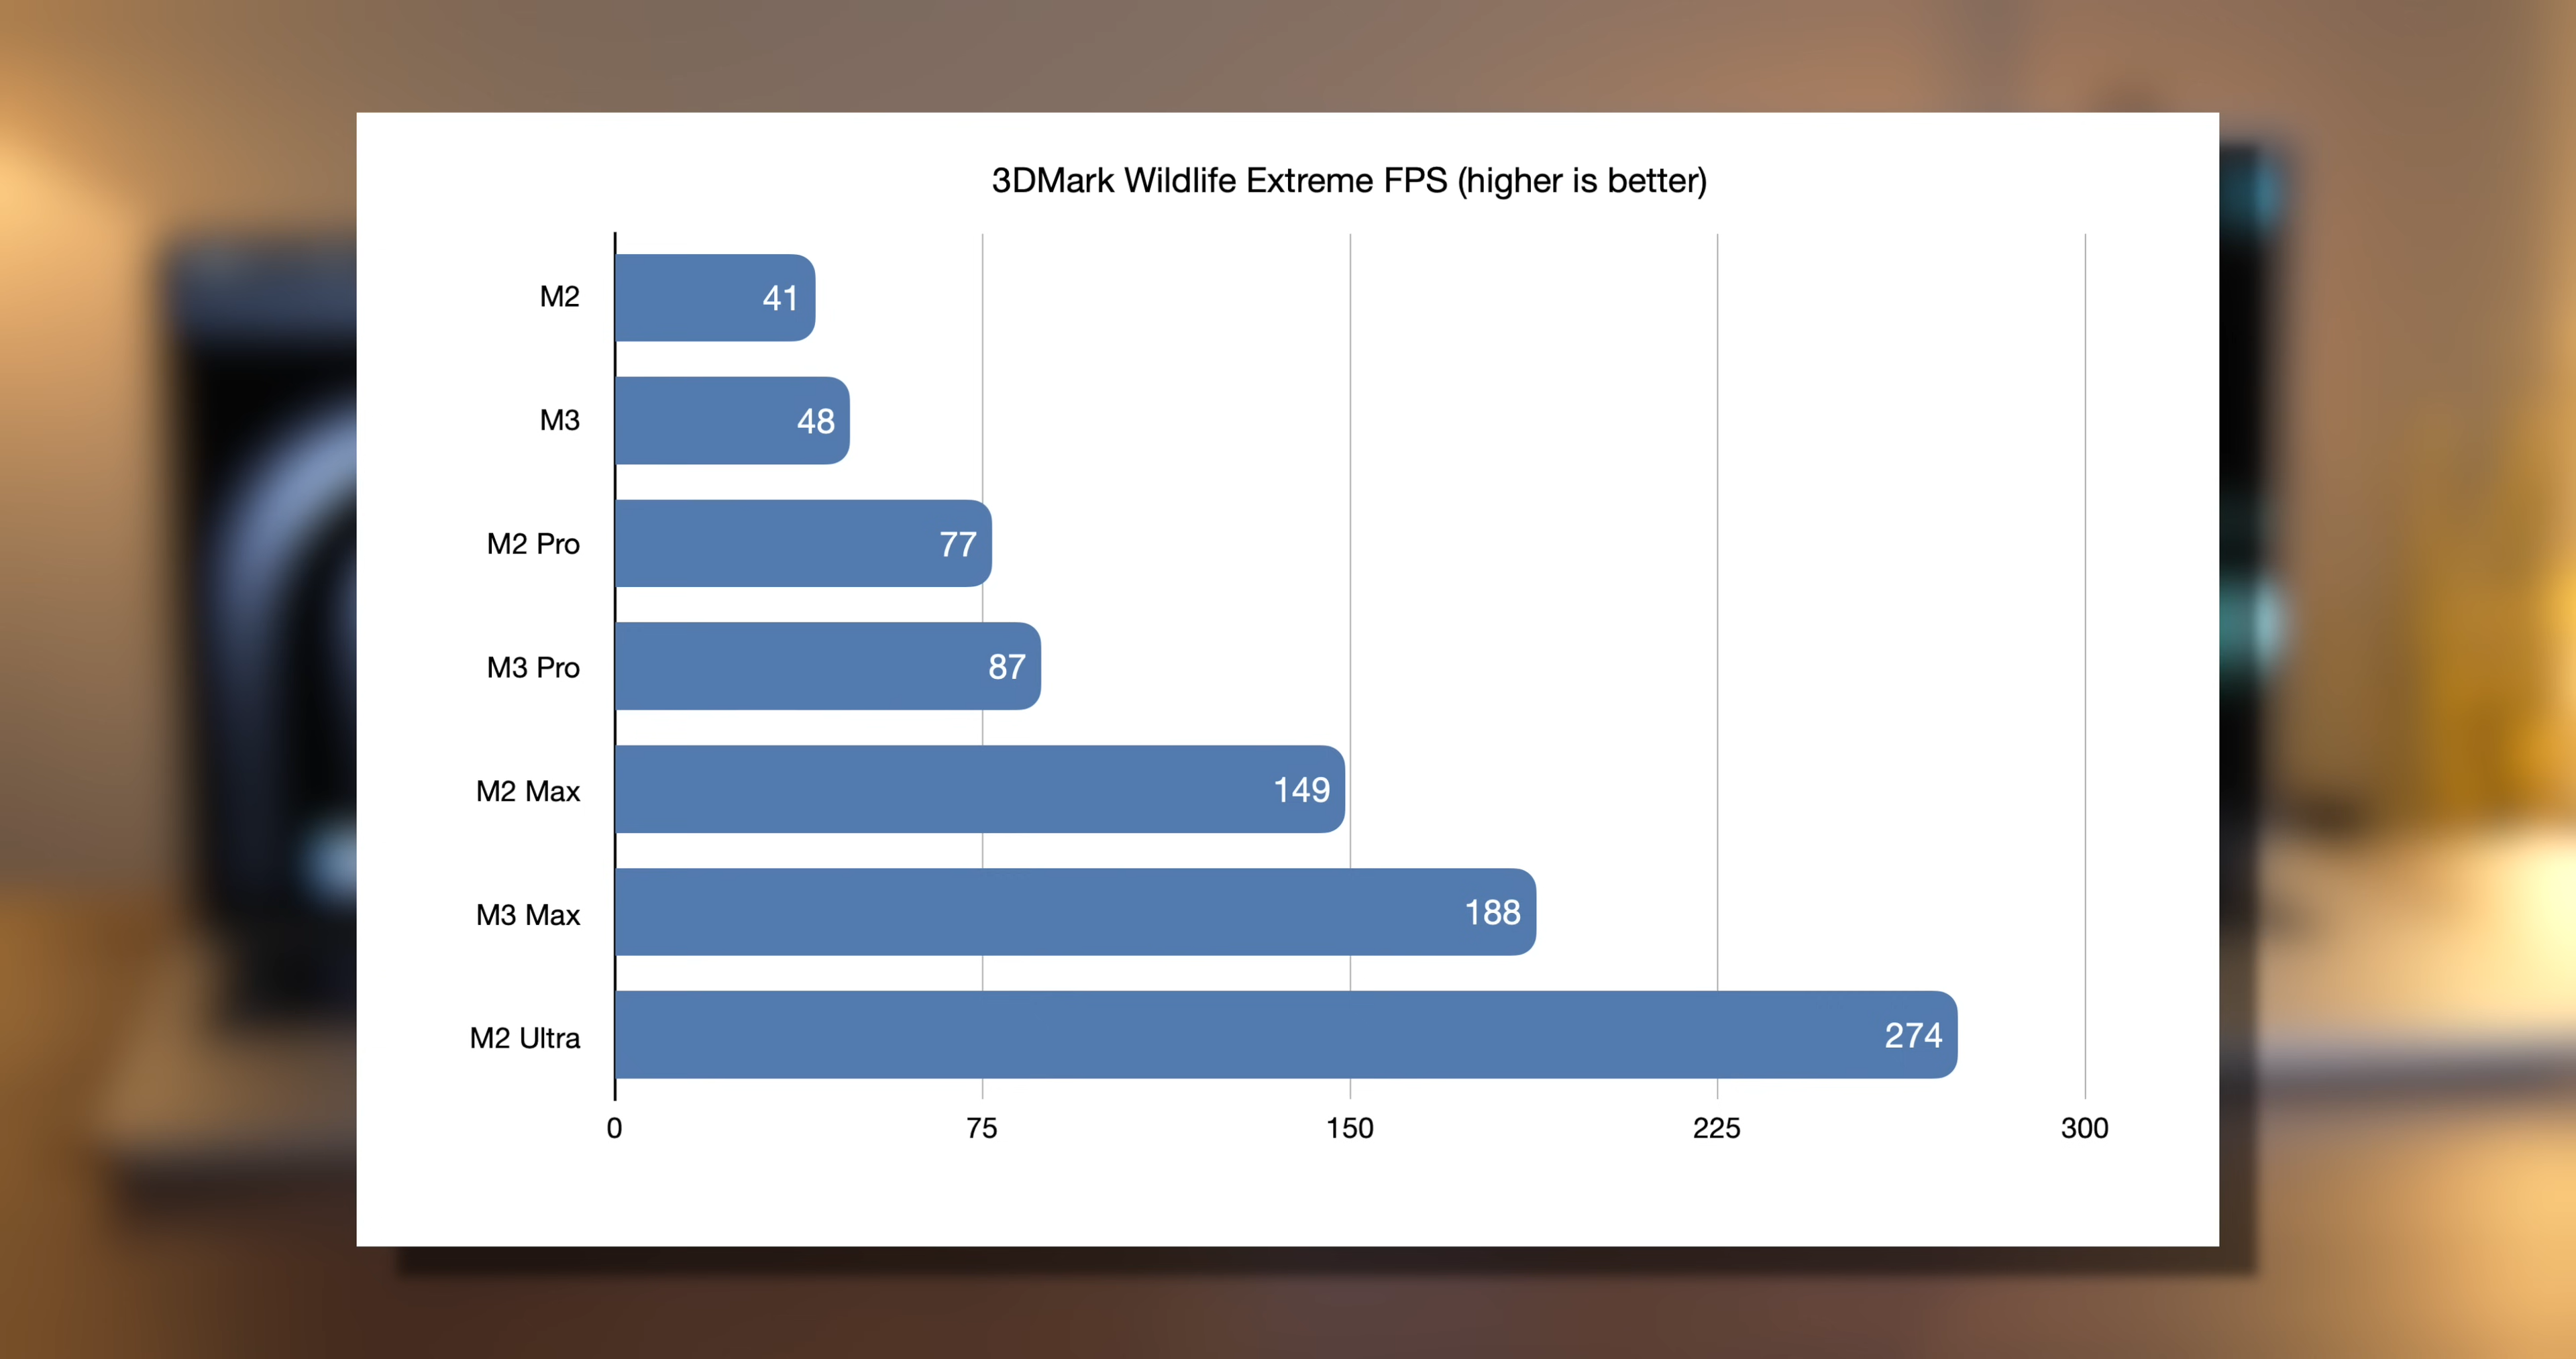 3DMark Wildlife Extreme FPS (higher is better)
M2 41
M3 48
M2 Pro 77
M3 Pro 87
M2 Max 149
M3 Max 188
M2 Ultra 274
0 75 150 225 300